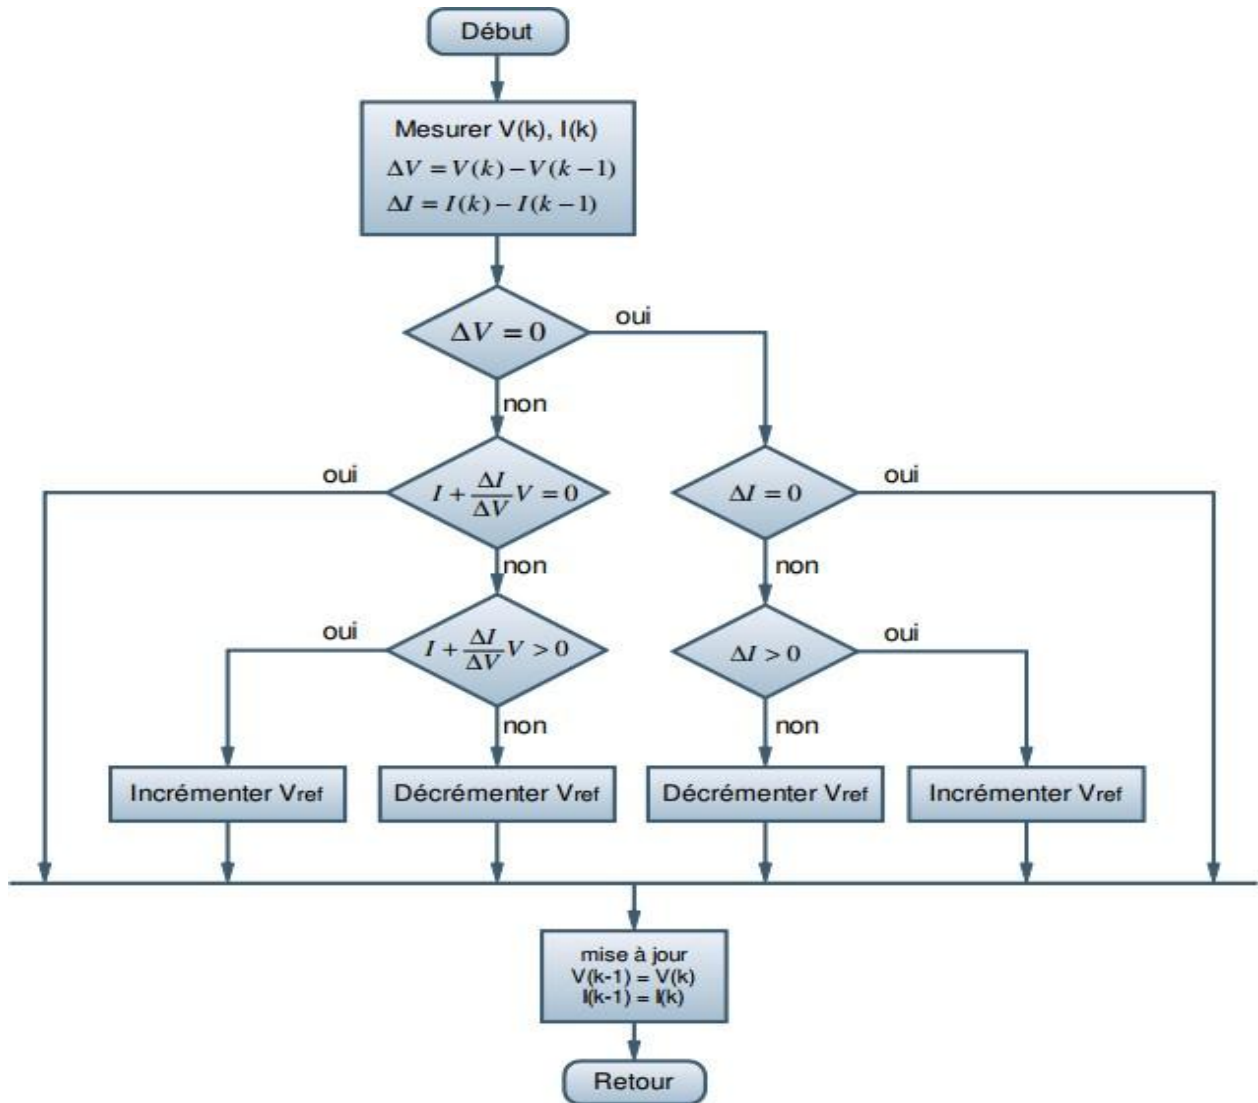 Début
Mesurer V(k), I(k)
ΔV = V(k) – V(k – 1)
ΔI = I(k) – I(k – 1)
ΔV = 0
oui
non
I + ΔI/ΔV V = 0
oui
non
ΔI = 0
oui
non
I + ΔI/ΔV V > 0
oui
non
ΔI > 0
oui
non
Incrémenter Vref
Décrémenter Vref
Décrémenter Vref
Incrémenter Vref
mise à jour
V(k-1) = V(k)
I(k-1) = I(k)
Retour